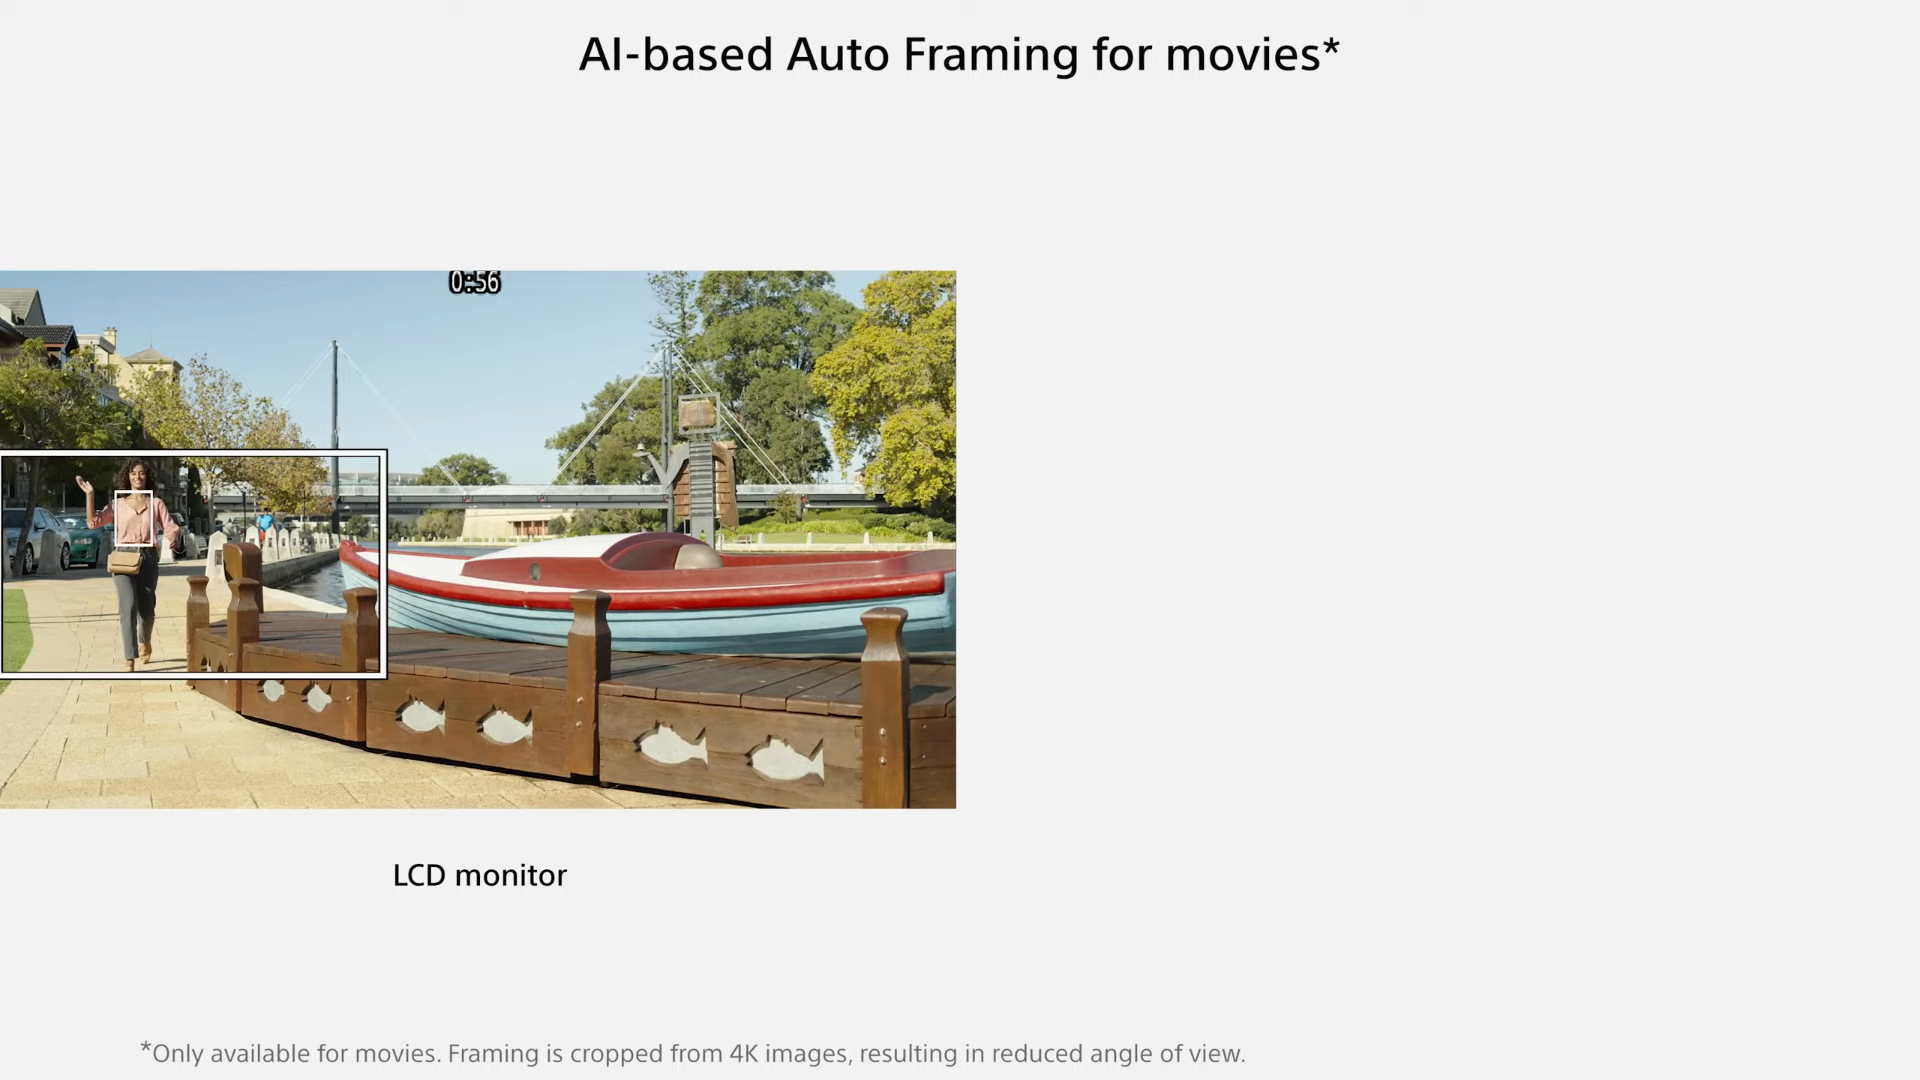 AI-based Auto Framing for movies*
0:56
LCD monitor
*Only available for movies. Framing is cropped from 4K images, resulting in reduced angle of view.